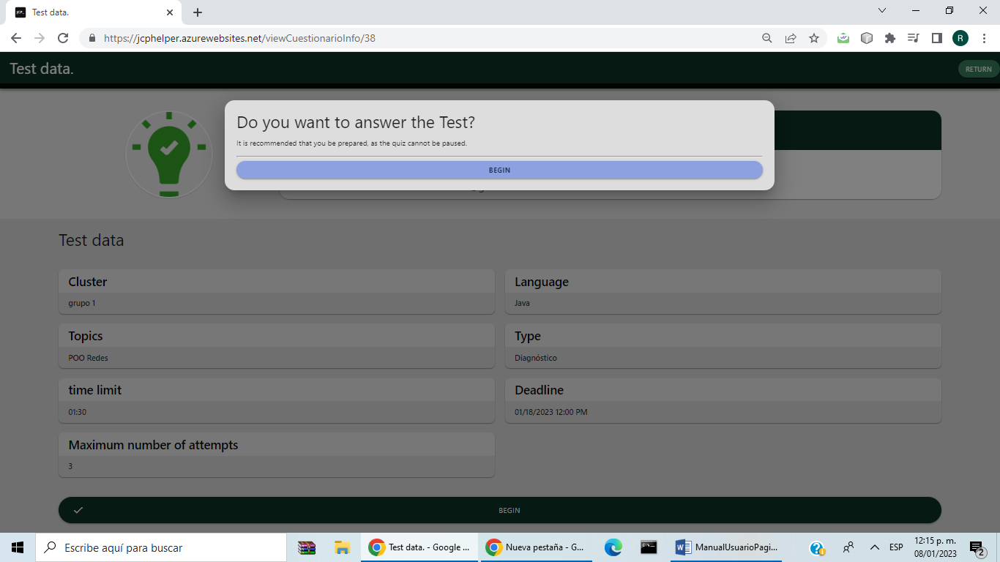 Test data.
https://jcphelper.azurewebsites.net/viewCuestionarioInfo/38
R
Test data.
RETURN
Do you want to answer the Test?
It is recommended that you be prepared, as the quiz cannot be paused.
BEGIN
Test data
Cluster
grupo 1
Language
Java
Topics
POO Redes
Type
Diagnóstico
time limit
01:30
Deadline
01/18/2023 12:00 PM
Maximum number of attempts
3
BEGIN
Escribe aquí para buscar
Test data. - Google ...
Nueva pestaña - G...
ManualUsuarioPagi...
ESP
12:15 p. m.
08/01/2023
2